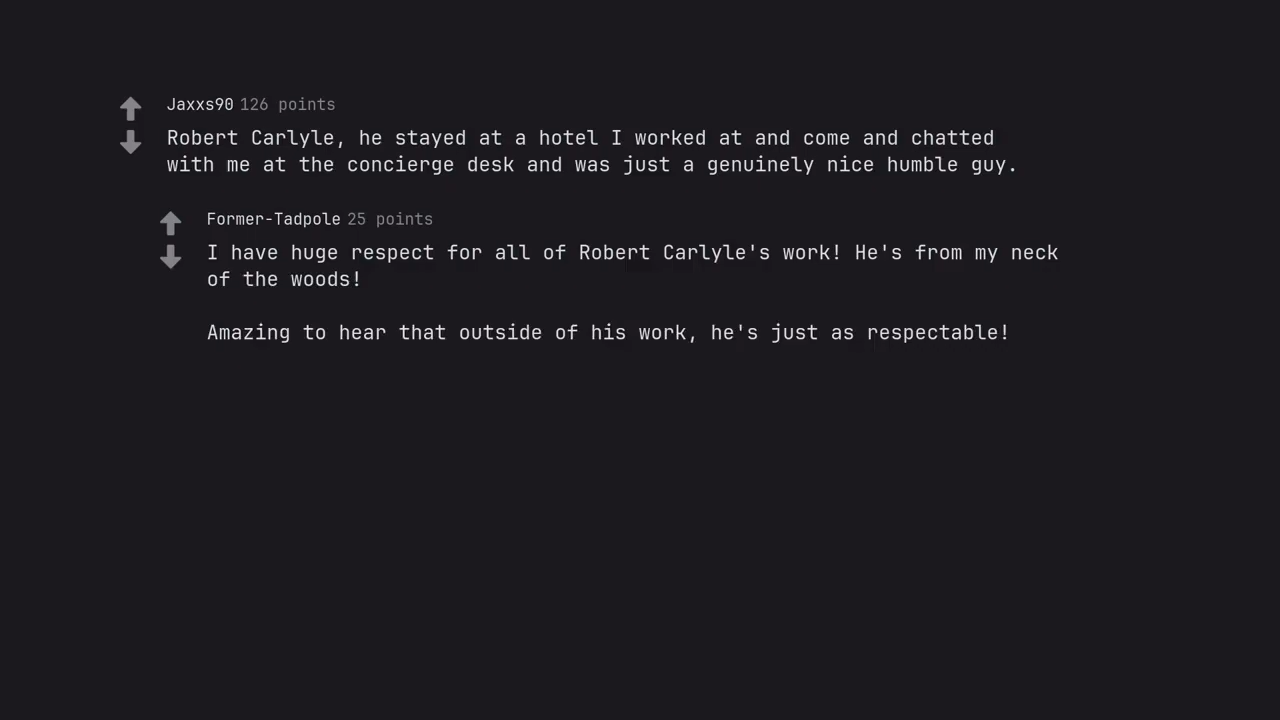 Jaxxs90 126 points
Robert Carlyle, he stayed at a hotel I worked at and come and chatted
with me at the concierge desk and was just a genuinely nice humble guy.
Former-Tadpole 25 points
I have huge respect for all of Robert Carlyle's work! He's from my neck
of the woods!
Amazing to hear that outside of his work, he's just as respectable!